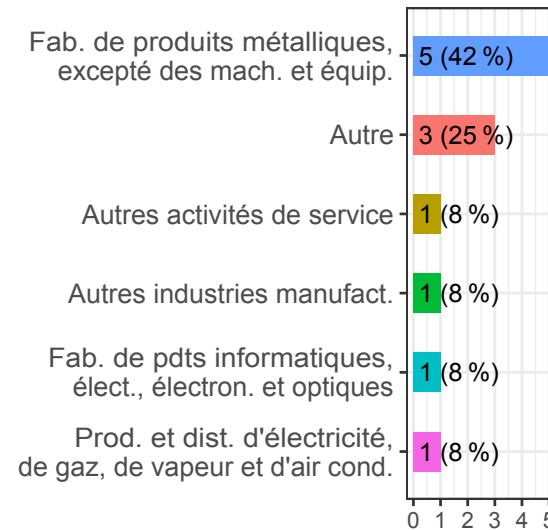 Fab. de produits métalliques,
excepté des mach. et équip.
5 (42 %)
Autre
3 (25 %)
Autres activités de service
1 (8 %)
Autres industries manufact.
1 (8 %)
Fab. de pdts informatiques,
élect., électron. et optiques
1 (8 %)
Prod. et dist. d'électricité,
de gaz, de vapeur et d'air cond.
1 (8 %)
0 1 2 3 4 5